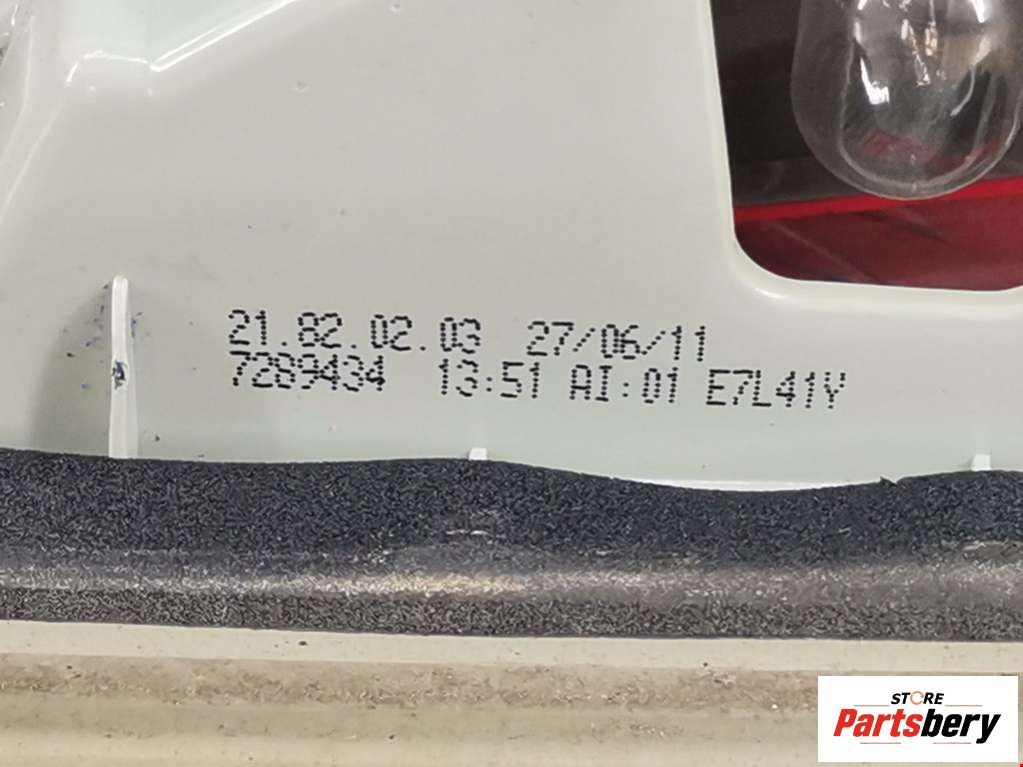 21.82.02.03 27/06/11
7289434 13:51 AI:01 E7L41Y
STORE
Partsbery